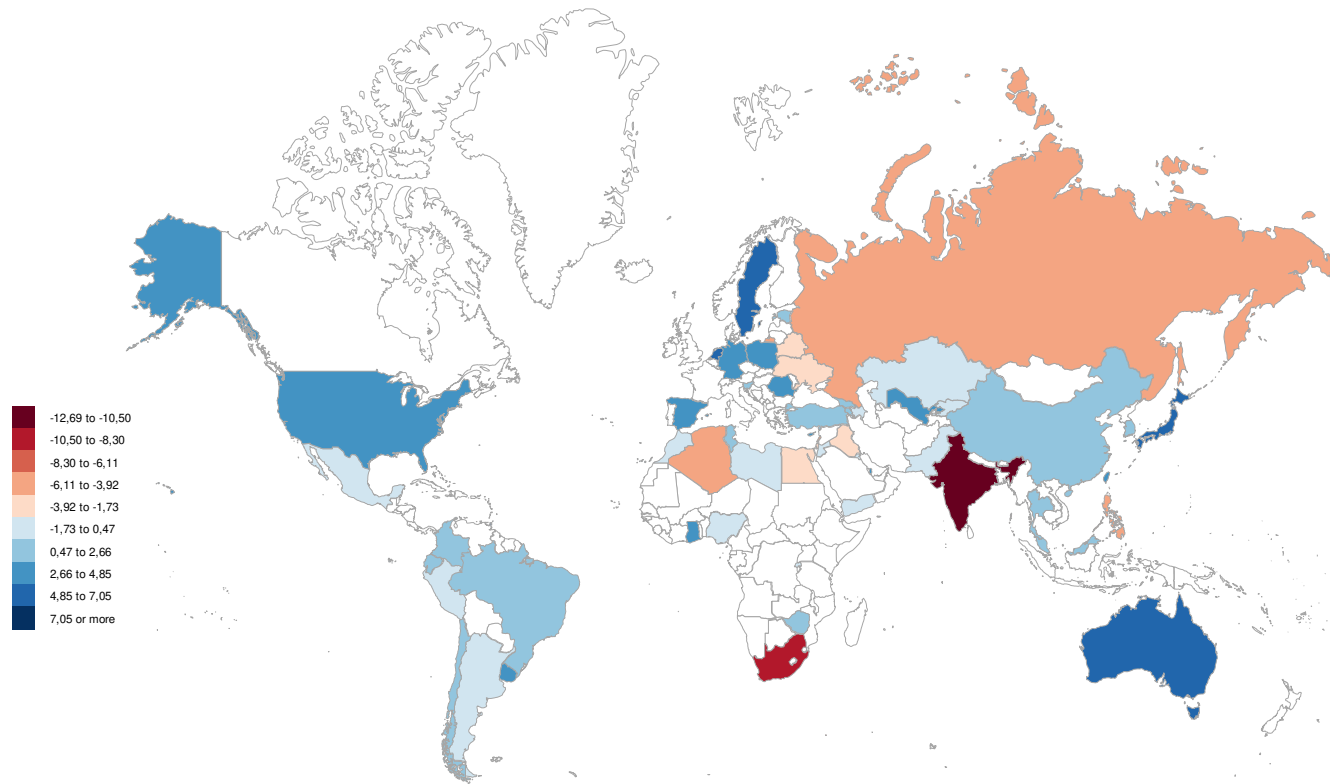 -12,69 to -10,50
-10,50 to -8,30
-8,30 to -6,11
-6,11 to -3,92
-3,92 to -1,73
-1,73 to 0,47
0,47 to 2,66
2,66 to 4,85
4,85 to 7,05
7,05 or more